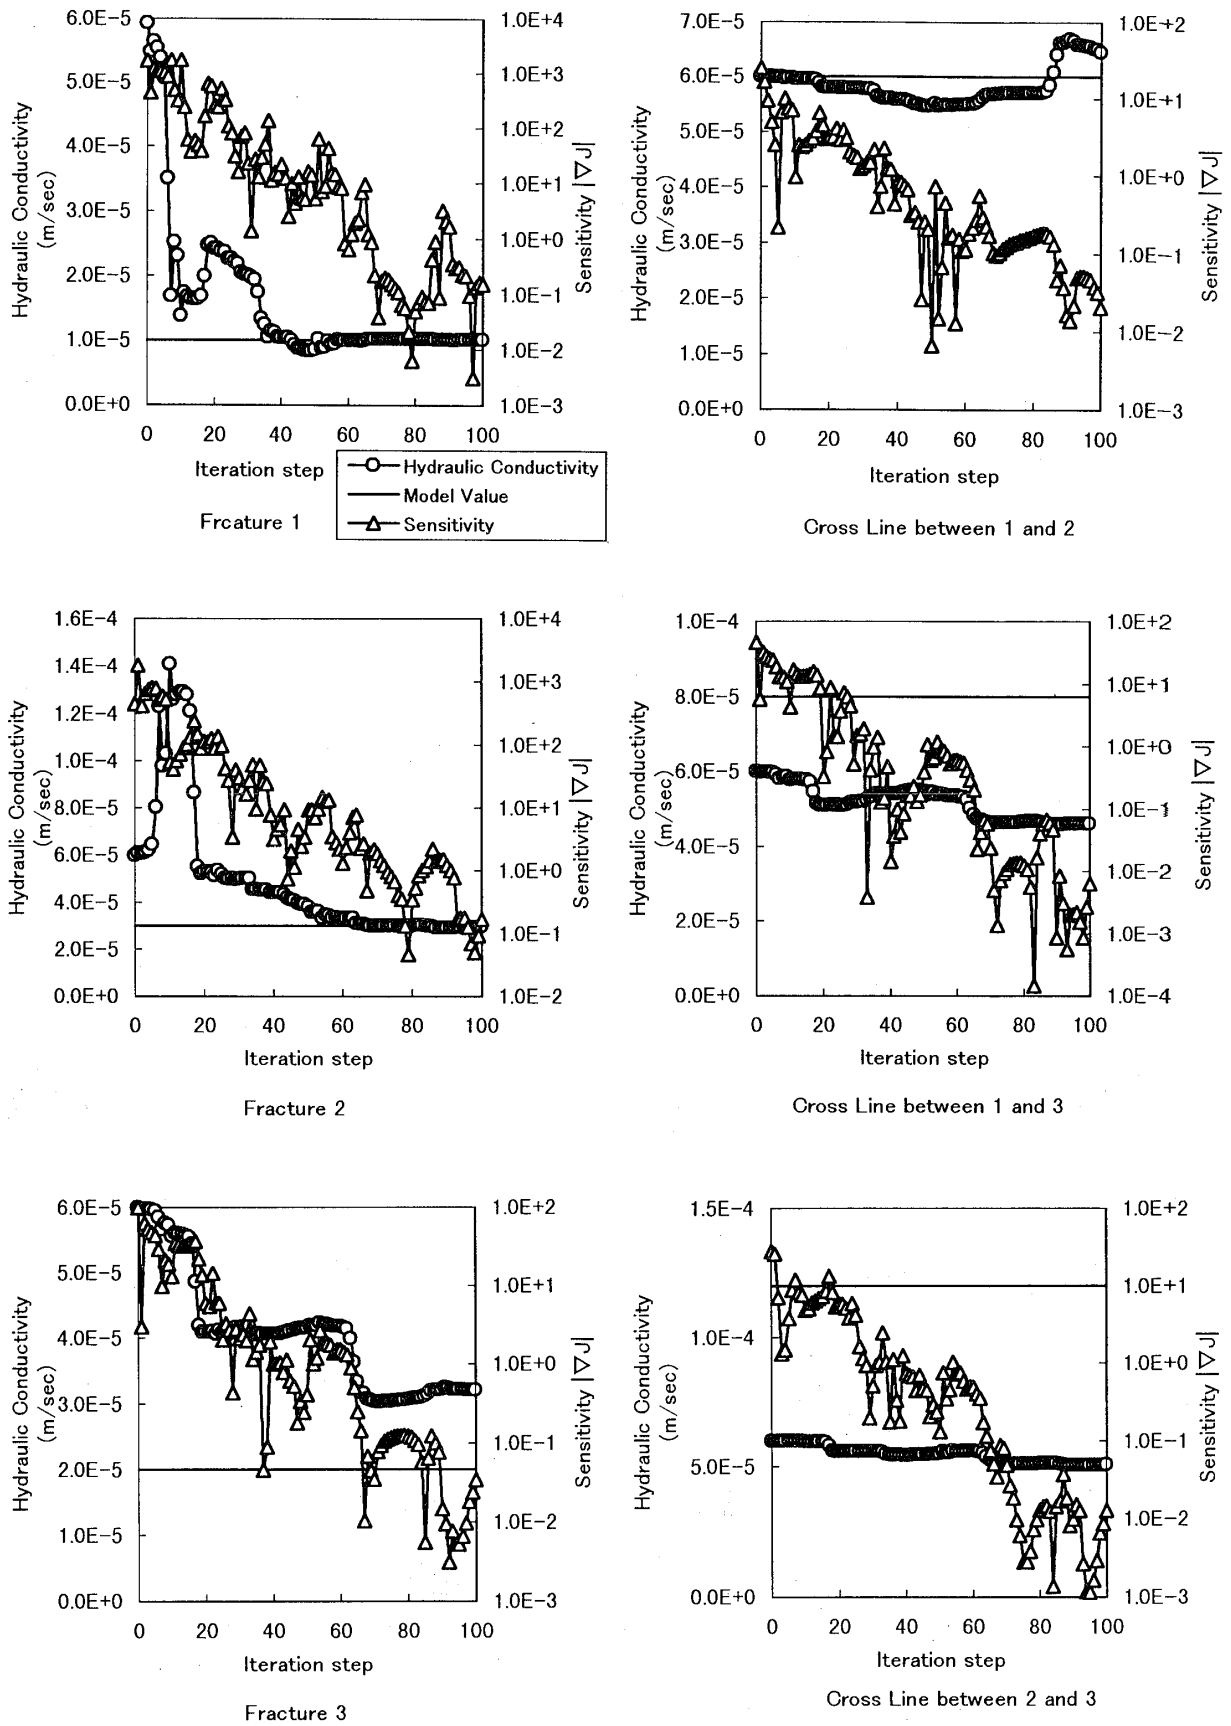 6.0E-5
5.0E-5
4.0E-5
3.0E-5
2.0E-5
1.0E-5
0.0E+0
Hydraulic Conductivity
(m/sec)
1.0E+4
1.0E+3
1.0E+2
1.0E+1
1.0E+0
1.0E-1
1.0E-2
1.0E-3
Sensitivity |∇J|
0 20 40 60 80 100
Iteration step
Frcature 1
Hydraulic Conductivity
Model Value
Sensitivity
7.0E-5
6.0E-5
5.0E-5
4.0E-5
3.0E-5
2.0E-5
1.0E-5
0.0E+0
Hydraulic Conductivity
(m/sec)
1.0E+2
1.0E+1
1.0E+0
1.0E-1
1.0E-2
1.0E-3
Sensitivity |∇J|
0 20 40 60 80 100
Iteration step
Cross Line between 1 and 2
1.6E-4
1.4E-4
1.2E-4
1.0E-4
8.0E-5
6.0E-5
4.0E-5
2.0E-5
0.0E+0
Hydraulic Conductivity
(m/sec)
1.0E+4
1.0E+3
1.0E+2
1.0E+1
1.0E+0
1.0E-1
1.0E-2
Sensitivity |∇J|
0 20 40 60 80 100
Iteration step
Fracture 2
1.0E-4
8.0E-5
6.0E-5
4.0E-5
2.0E-5
0.0E+0
Hydraulic Conductivity
(m/sec)
1.0E+2
1.0E+1
1.0E+0
1.0E-1
1.0E-2
1.0E-3
1.0E-4
Sensitivity |∇J|
0 20 40 60 80 100
Iteration step
Cross Line between 1 and 3
6.0E-5
5.0E-5
4.0E-5
3.0E-5
2.0E-5
1.0E-5
0.0E+0
Hydraulic Conductivity
(m/sec)
1.0E+2
1.0E+1
1.0E+0
1.0E-1
1.0E-2
1.0E-3
Sensitivity |∇J|
0 20 40 60 80 100
Iteration step
Fracture 3
1.5E-4
1.0E-4
5.0E-5
0.0E+0
Hydraulic Conductivity
(m/sec)
1.0E+2
1.0E+1
1.0E+0
1.0E-1
1.0E-2
1.0E-3
Sensitivity |∇J|
0 20 40 60 80 100
Iteration step
Cross Line between 2 and 3